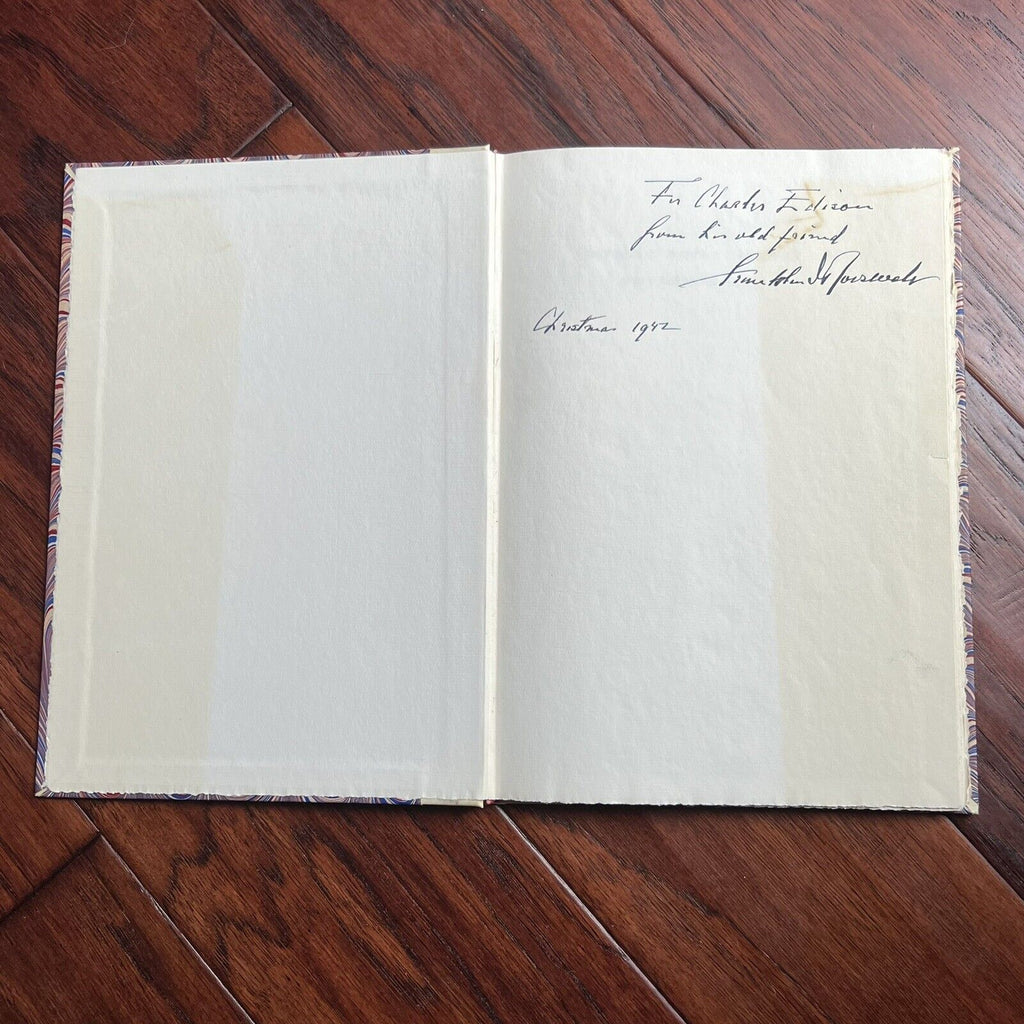 For Charles Edison
from his old friend
Franklin D Roosevelt
Christmas 1942